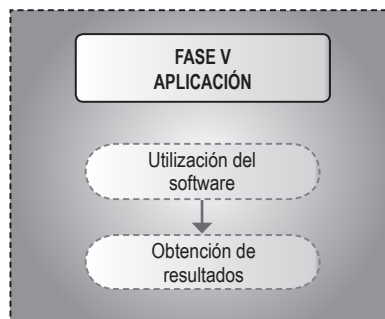 FASE V
APLICACIÓN
Utilización del
software
Obtención de
resultados